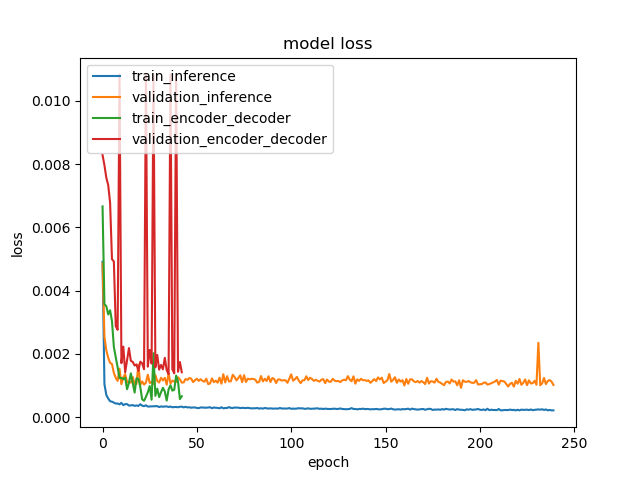 model loss
train_inference
validation_inference
train_encoder_decoder
validation_encoder_decoder
0.010
0.008
0.006
0.004
0.002
0.000
loss
0 50 100 150 200 250
epoch